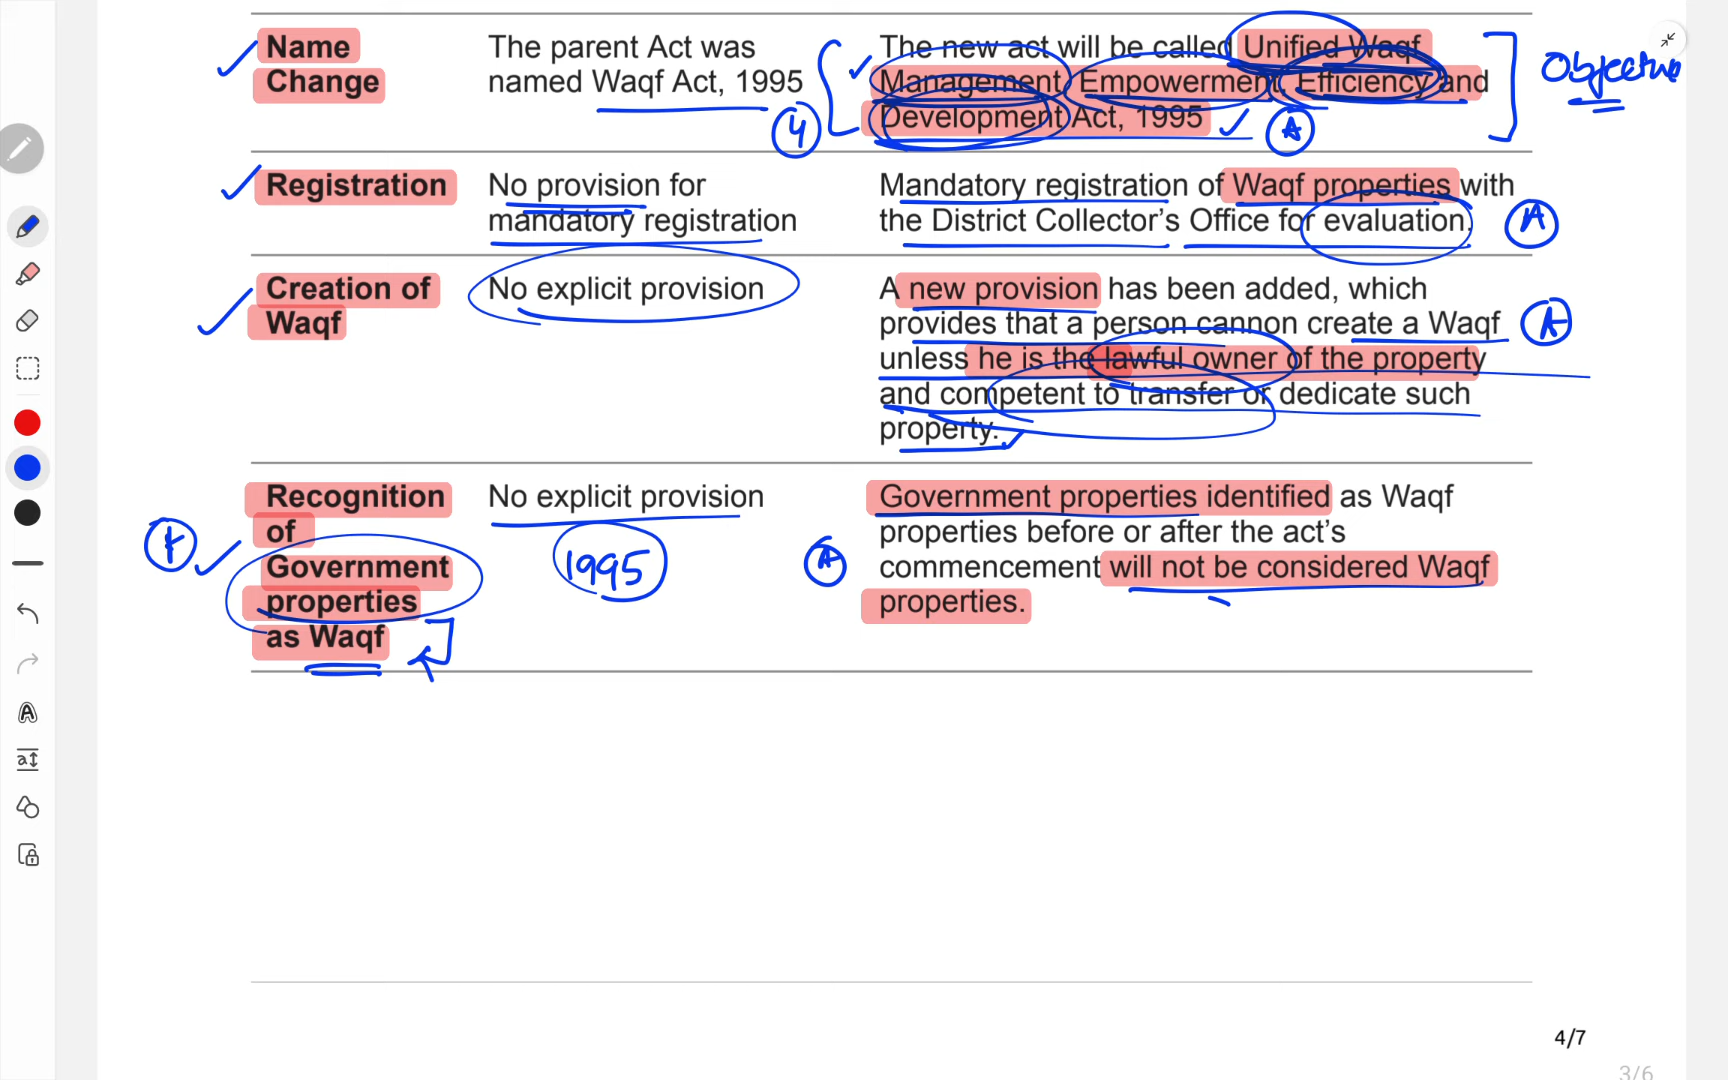 Name
Change
The parent Act was
named Waqf Act, 1995
The new act will be called Unified Waqf
Management, Empowerment, Efficiency and
Development Act, 1995
Objective
4
A
Registration
No provision for
mandatory registration
Mandatory registration of Waqf properties with
the District Collector's Office for evaluation.
A
Creation of
Waqf
No explicit provision
A new provision has been added, which
provides that a person cannon create a Waqf
unless he is the lawful owner of the property
and competent to transfer or dedicate such
property.
A
Recognition
of
Government
properties
as Waqf
No explicit provision
1995
A
Government properties identified as Waqf
properties before or after the act's
commencement will not be considered Waqf
properties.
4/7
3/6